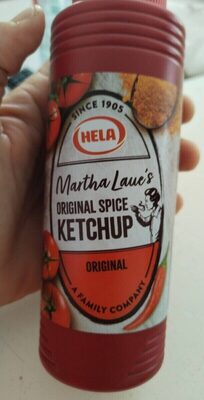 SINCE 1905
HELA
Martha Laue's
ORIGINAL SPICE
KETCHUP
ORIGINAL
A FAMILY COMPANY